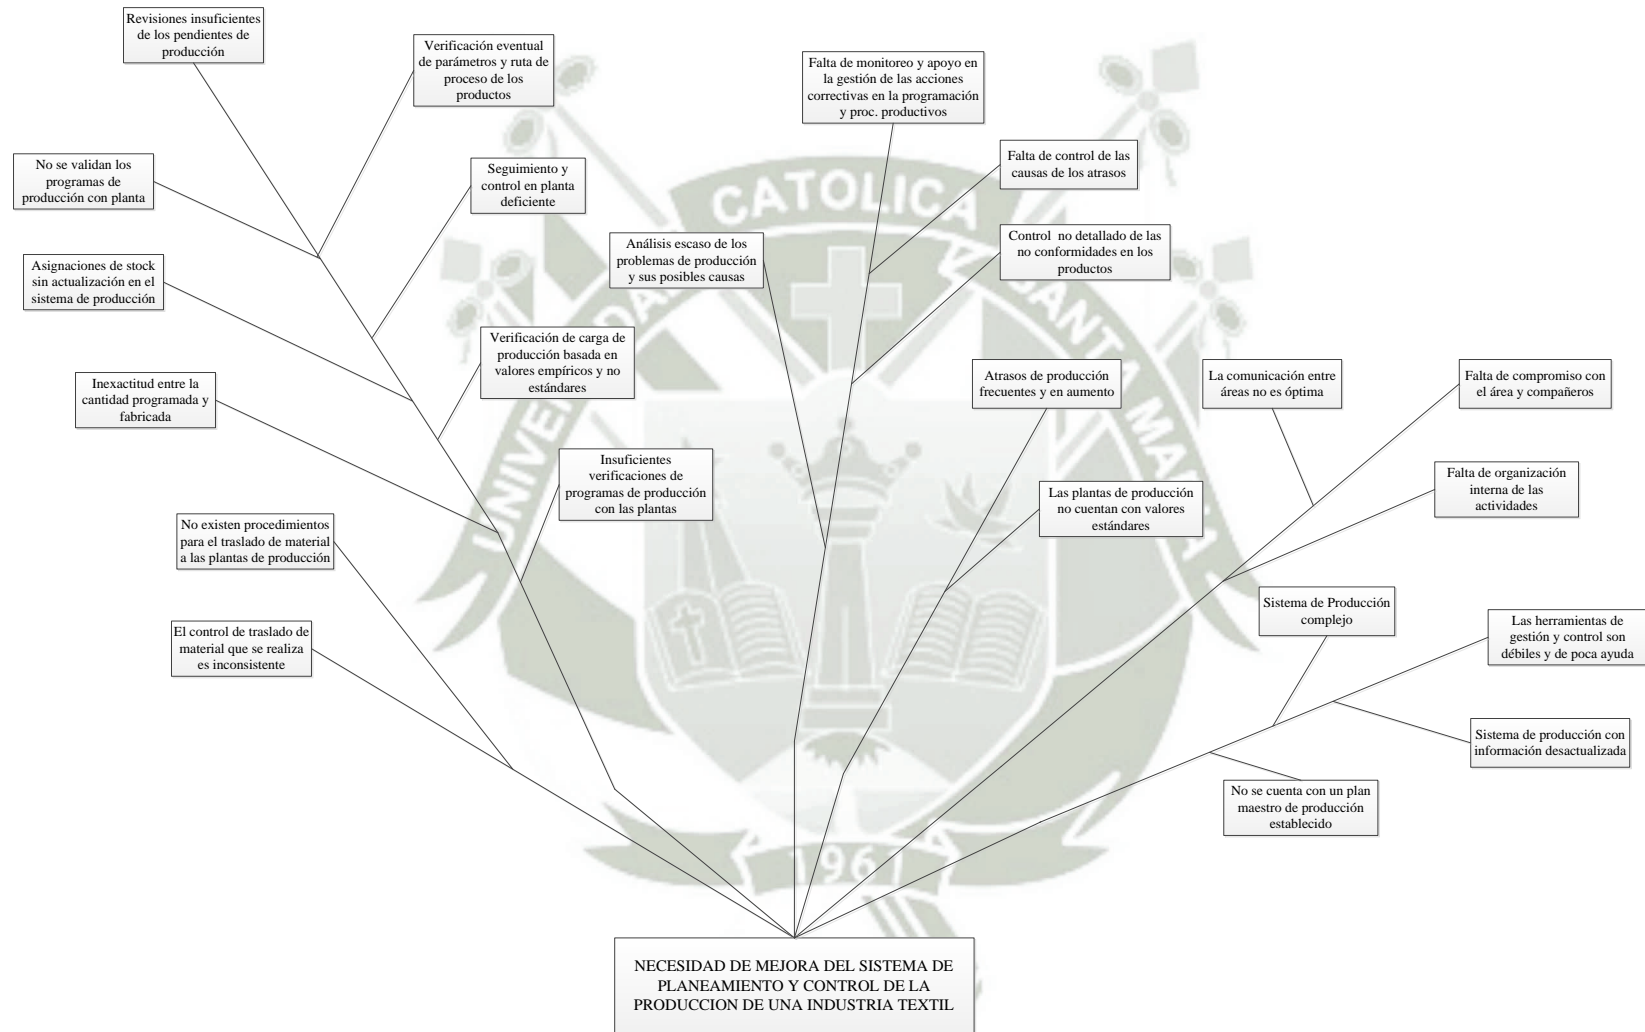 Revisiones insuficientes
de los pendientes de
producción
Verificación eventual
de parámetros y ruta de
proceso de los
productos
Falta de monitoreo y apoyo en
la gestión de las acciones
correctivas en la programación
y proc. productivos
No se validan los
programas de
producción con planta
Seguimiento y
control en planta
deficiente
Falta de control de las
causas de los atrasos
Asignaciones de stock
sin actualización en el
sistema de producción
Análisis escaso de los
problemas de producción
y sus posibles causas
Control no detallado de las
no conformidades en los
productos
Inexactitud entre la
cantidad programada y
fabricada
Verificación de carga de
producción basada en
valores empíricos y no
estándares
Atrasos de producción
frecuentes y en aumento
La comunicación entre
áreas no es óptima
Falta de compromiso con
el área y compañeros
Insuficientes
verificaciones de
programas de producción
con las plantas
Las plantas de producción
no cuentan con valores
estándares
Falta de organización
interna de las
actividades
No existen procedimientos
para el traslado de material
a las plantas de producción
Sistema de Producción
complejo
Las herramientas de
gestión y control son
débiles y de poca ayuda
El control de traslado de
material que se realiza
es inconsistente
Sistema de producción con
información desactualizada
No se cuenta con un plan
maestro de producción
establecido
NECESIDAD DE MEJORA DEL SISTEMA DE
PLANEAMIENTO Y CONTROL DE LA
PRODUCCION DE UNA INDUSTRIA TEXTIL
UNIVERSIDAD CATOLICA SANTA MARIA
1961